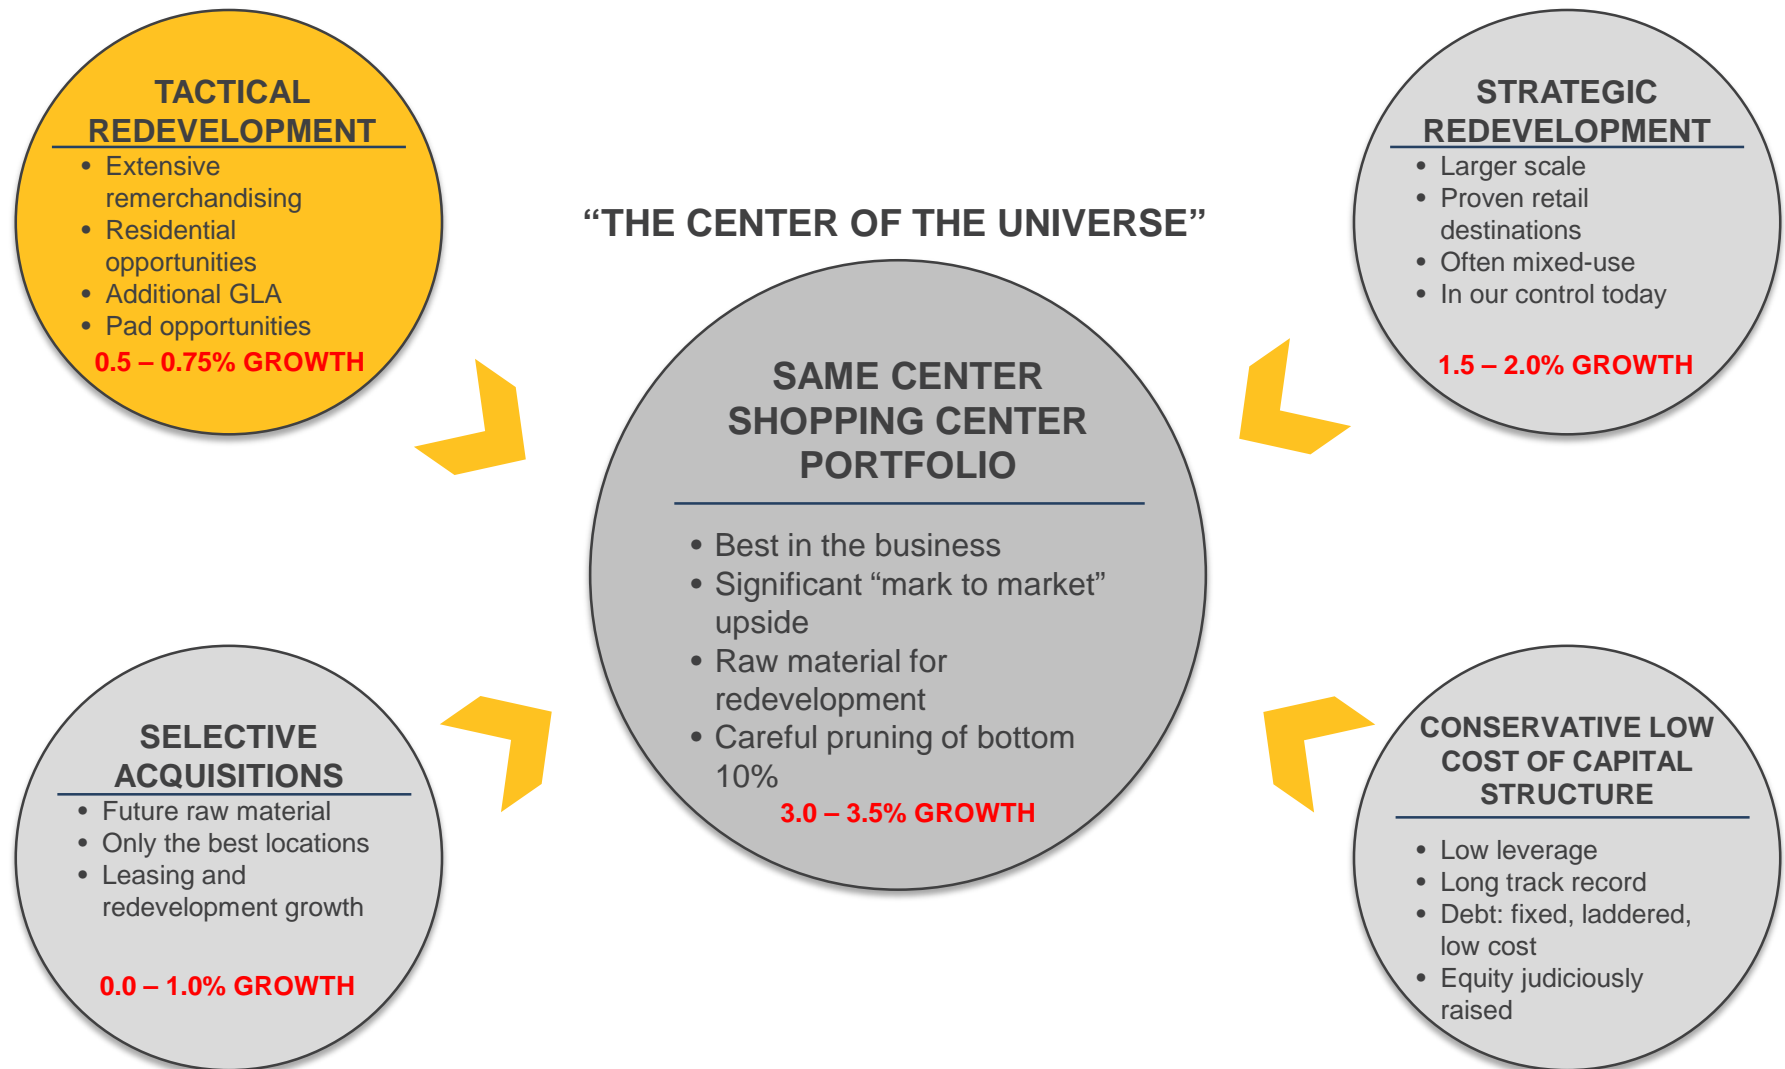 TACTICAL
REDEVELOPMENT
• Extensive
remerchandising
• Residential
opportunities
• Additional GLA
• Pad opportunities
0.5 – 0.75% GROWTH
STRATEGIC
REDEVELOPMENT
• Larger scale
• Proven retail
destinations
• Often mixed-use
• In our control today
1.5 – 2.0% GROWTH
“THE CENTER OF THE UNIVERSE”
SAME CENTER
SHOPPING CENTER
PORTFOLIO
• Best in the business
• Significant “mark to market”
upside
• Raw material for
redevelopment
• Careful pruning of bottom
10%
3.0 – 3.5% GROWTH
SELECTIVE
ACQUISITIONS
• Future raw material
• Only the best locations
• Leasing and
redevelopment growth
0.0 – 1.0% GROWTH
CONSERVATIVE LOW
COST OF CAPITAL
STRUCTURE
• Low leverage
• Long track record
• Debt: fixed, laddered,
low cost
• Equity judiciously
raised